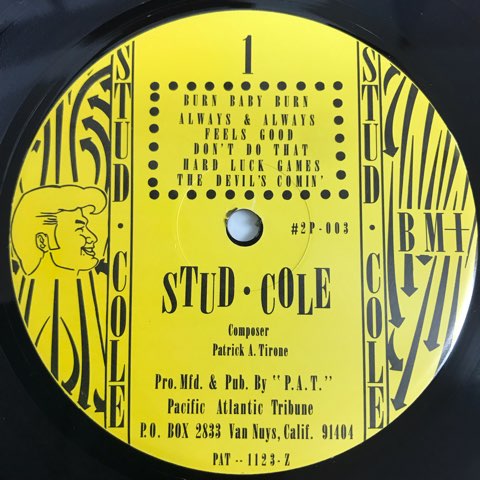 1
BURN BABY BURN
ALWAYS & ALWAYS
FEELS GOOD
DON'T DO THAT
HARD LUCK GAMES
THE DEVIL'S COMIN'
STUD · COLE
STUD · COLE
#2P-003
BMI
STUD · COLE
Composer
Patrick A. Tirone
Pro. Mfd. & Pub. By "P.A.T."
Pacific Atlantic Tribune
P.O. BOX 2833 Van Nuys, Calif. 91404
PAT -- 1123-Z